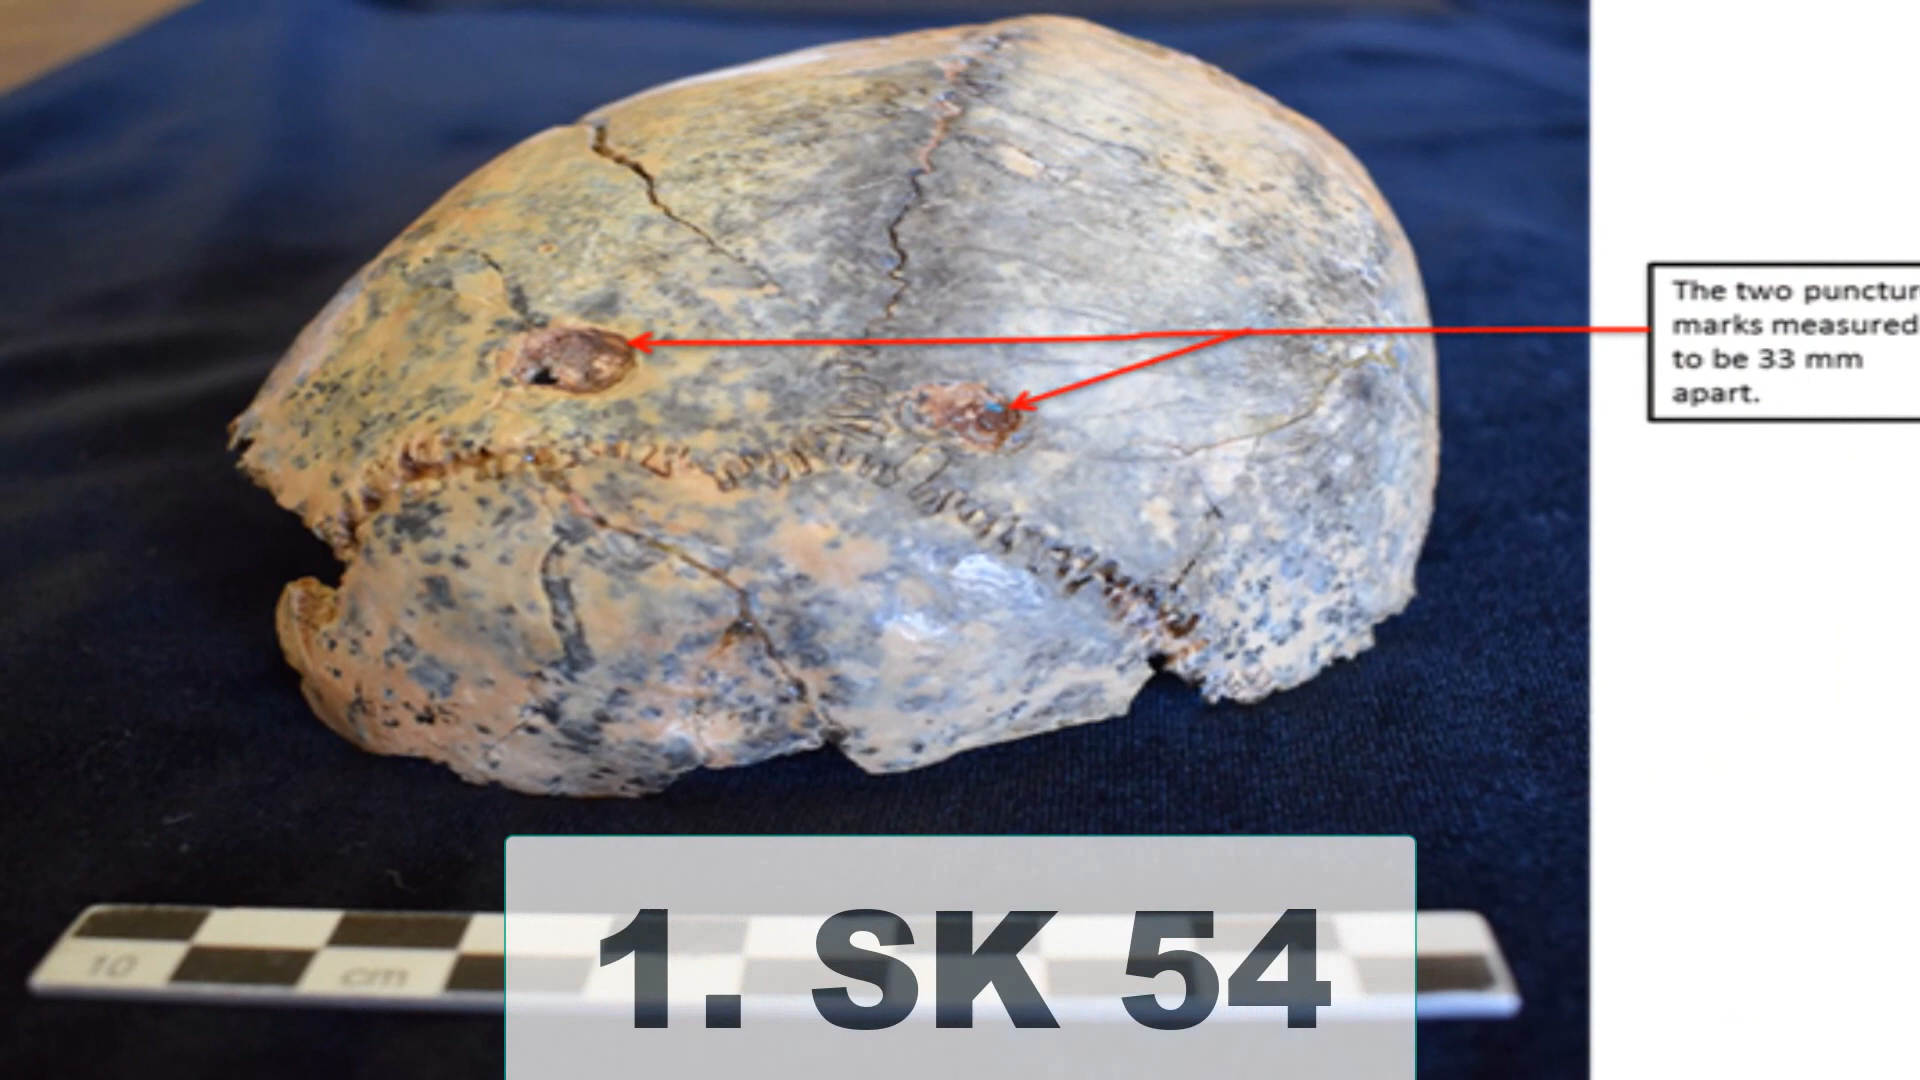 The two punctur
marks measured
to be 33 mm
apart.
10
cm
1. SK 54